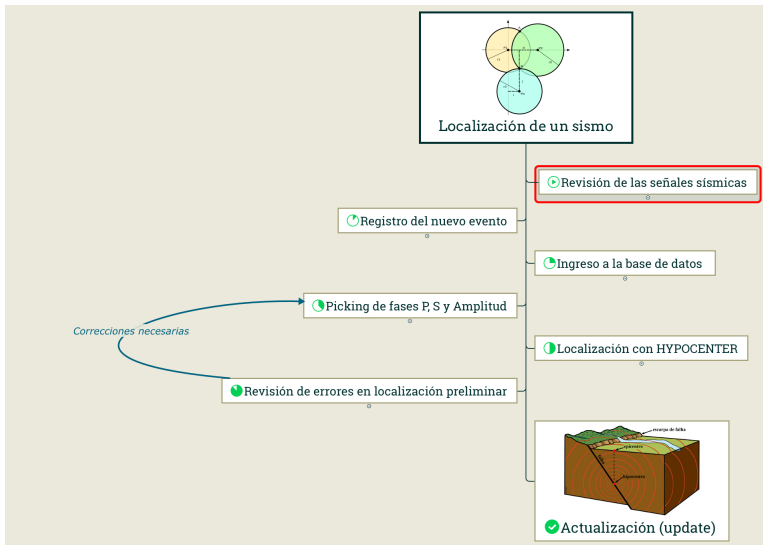 Localización de un sismo
Revisión de las señales sísmicas
Registro del nuevo evento
Ingreso a la base de datos
Picking de fases P, S y Amplitud
Correcciones necesarias
Localización con HYPOCENTER
Revisión de errores en localización preliminar
escarpa de falla
epicentro
hipocentro
Actualización (update)